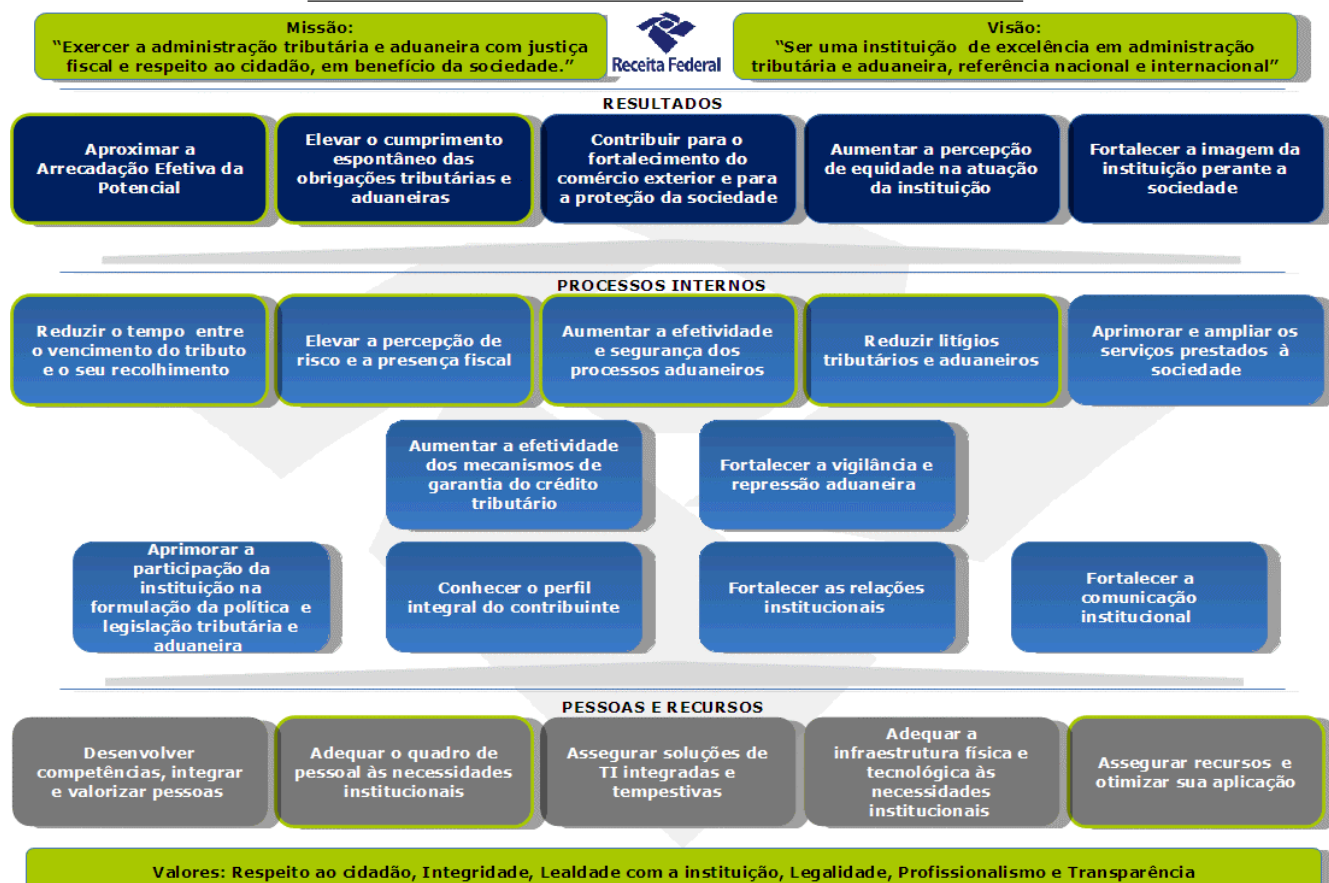 Missão:
“Exercer a administração tributária e aduaneira com justiça
fiscal e respeito ao cidadão, em benefício da sociedade.”
Receita Federal
Visão:
“Ser uma instituição de excelência em administração
tributária e aduaneira, referência nacional e internacional”
RESULTADOS
Aproximar a
Arrecadação Efetiva da
Potencial
Elevar o cumprimento
espontâneo das
obrigações tributárias e
aduaneiras
Contribuir para o
fortalecimento do
comércio exterior e para
a proteção da sociedade
Aumentar a percepção
de equidade na atuação
da instituição
Fortalecer a imagem da
instituição perante a
sociedade
PROCESSOS INTERNOS
Reduzir o tempo entre
o vencimento do tributo
e o seu recolhimento
Elevar a percepção de
risco e a presença fiscal
Aumentar a efetividade
e segurança dos
processos aduaneiros
Reduzir litígios
tributários e aduaneiros
Aprimorar e ampliar os
serviços prestados à
sociedade
Aumentar a efetividade
dos mecanismos de
garantia do crédito
tributário
Fortalecer a vigilância e
repressão aduaneira
Aprimorar a
participação da
instituição na
formulação da política e
legislação tributária e
aduaneira
Conhecer o perfil
integral do contribuinte
Fortalecer as relações
institucionais
Fortalecer a
comunicação
institucional
PESSOAS E RECURSOS
Desenvolver
competências, integrar
e valorizar pessoas
Adequar o quadro de
pessoal às necessidades
institucionais
Assegurar soluções de
TI integradas e
tempestivas
Adequar a
infraestrutura física e
tecnológica às
necessidades
institucionais
Assegurar recursos e
otimizar sua aplicação
Valores: Respeito ao cidadão, Integridade, Lealdade com a instituição, Legalidade, Profissionalismo e Transparência